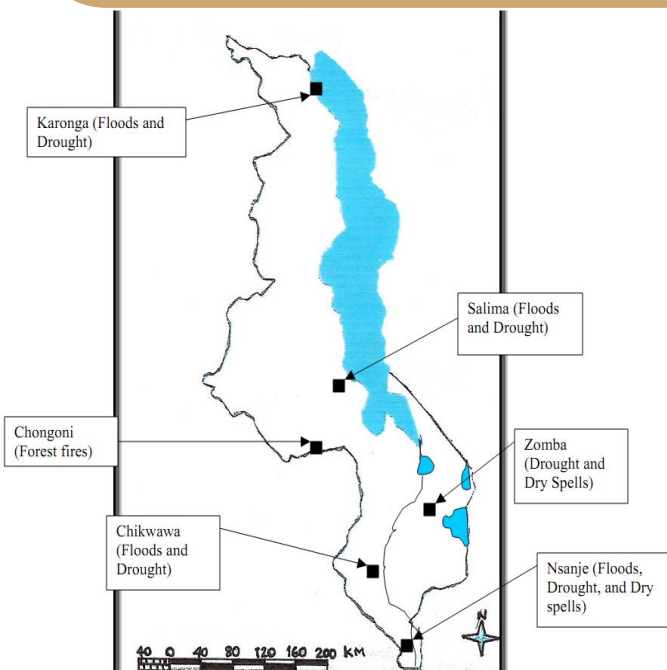 Karonga (Floods and
Drought)
Salima (Floods
and Drought)
Chongoni
(Forest fires)
Zomba
(Drought and
Dry Spells)
Chikwawa
(Floods and
Drought)
Nsanje (Floods,
Drought, and Dry
spells)
N
40 0 40 80 120 160 200 KM